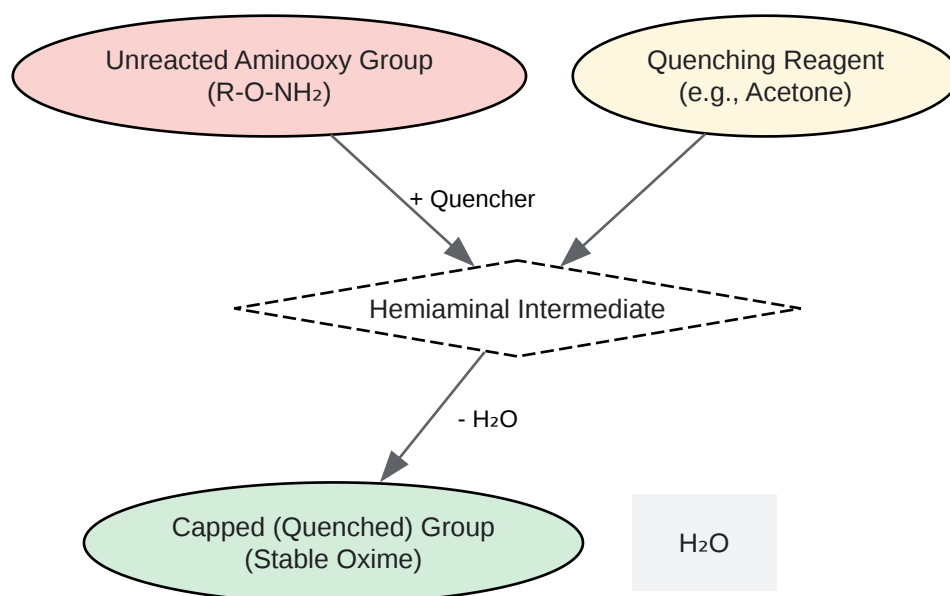 Unreacted Aminooxy Group
(R-O-NH₂)
Quenching Reagent
(e.g., Acetone)
+ Quencher
Hemiaminal Intermediate
- H₂O
Capped (Quenched) Group
(Stable Oxime)
H₂O